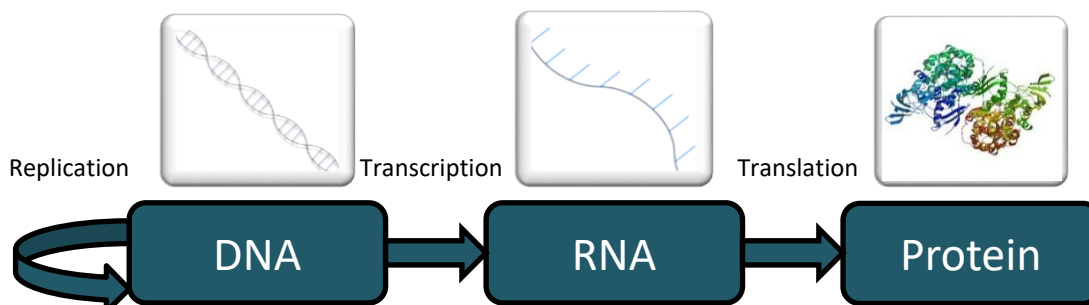 Replication
Transcription
Translation
DNA
RNA
Protein